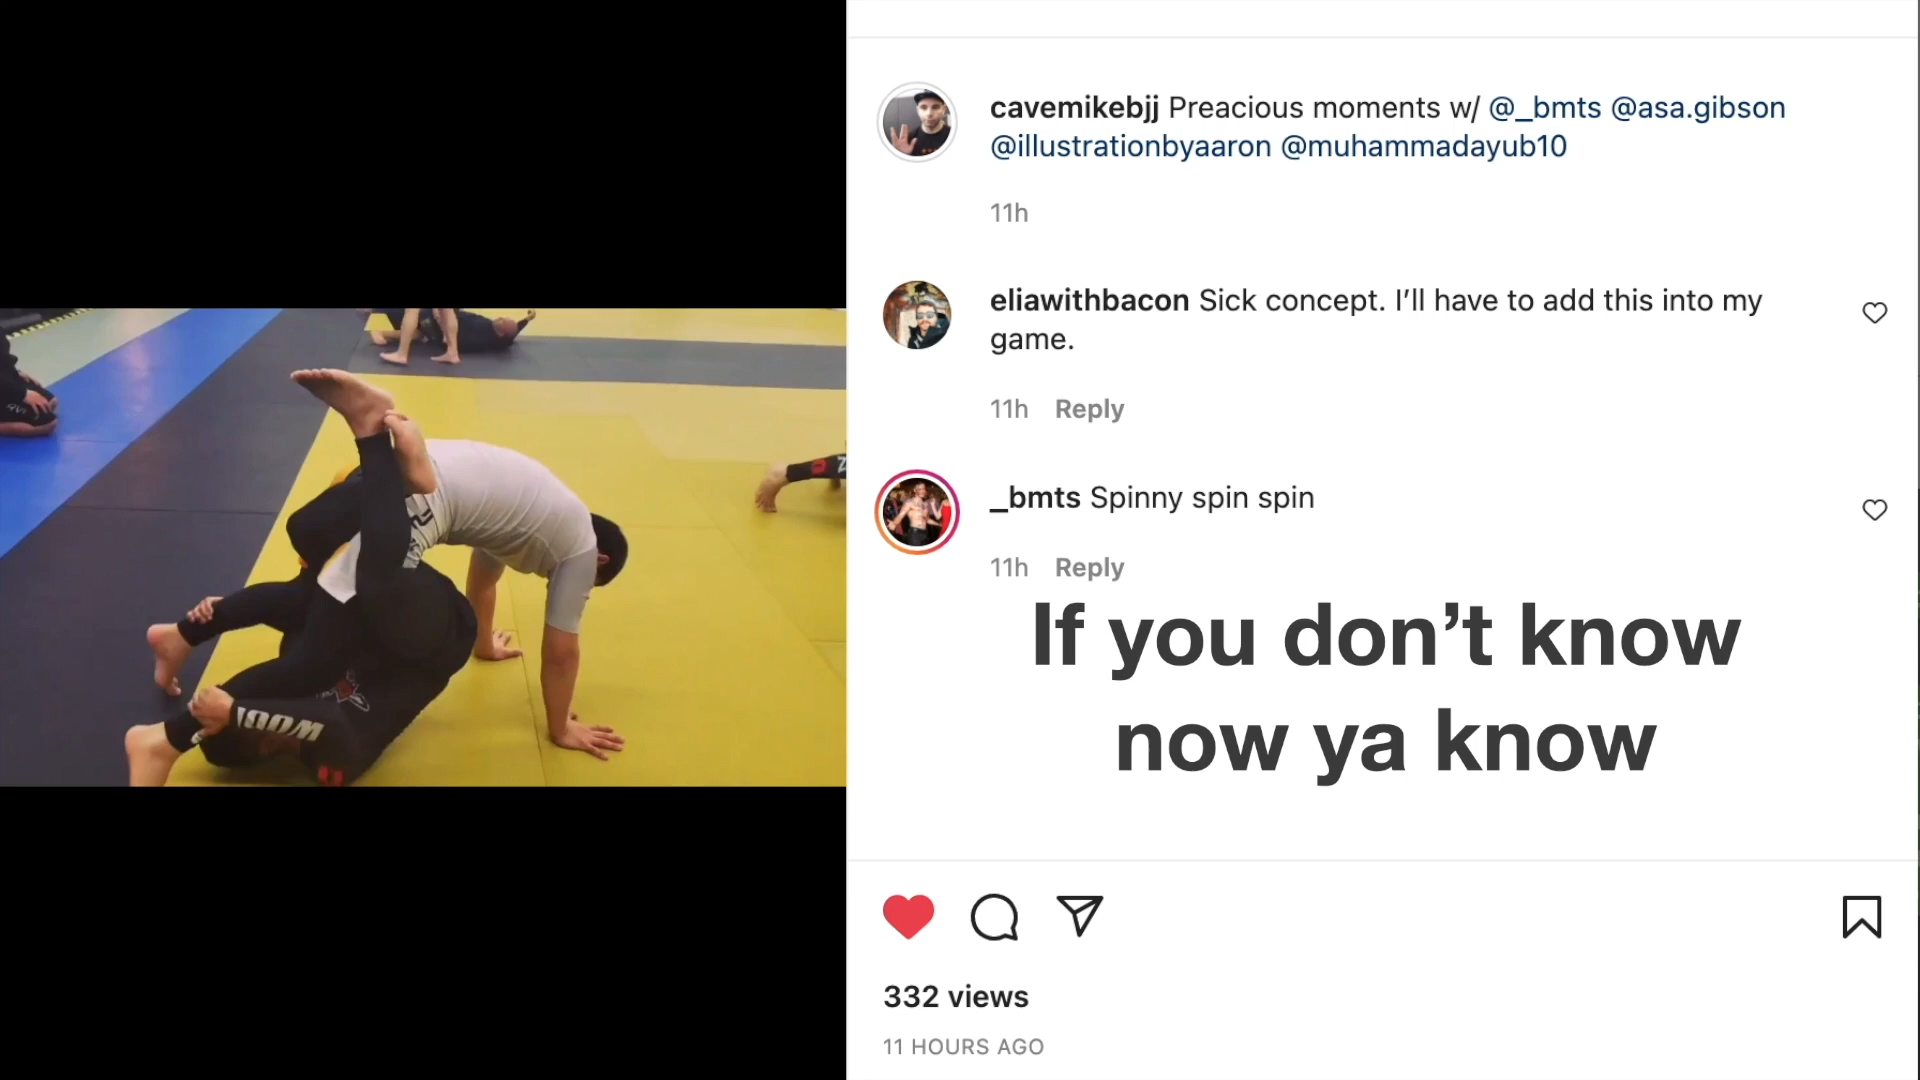 cavemikebjj Preacious moments w/ @_bmts @asa.gibson
@illustrationbyaaron @muhammadayub10
11h
eliawithbacon Sick concept. I’ll have to add this into my
game.
11h Reply
_bmts Spinny spin spin
11h Reply
If you don’t know
now ya know
332 views
11 HOURS AGO